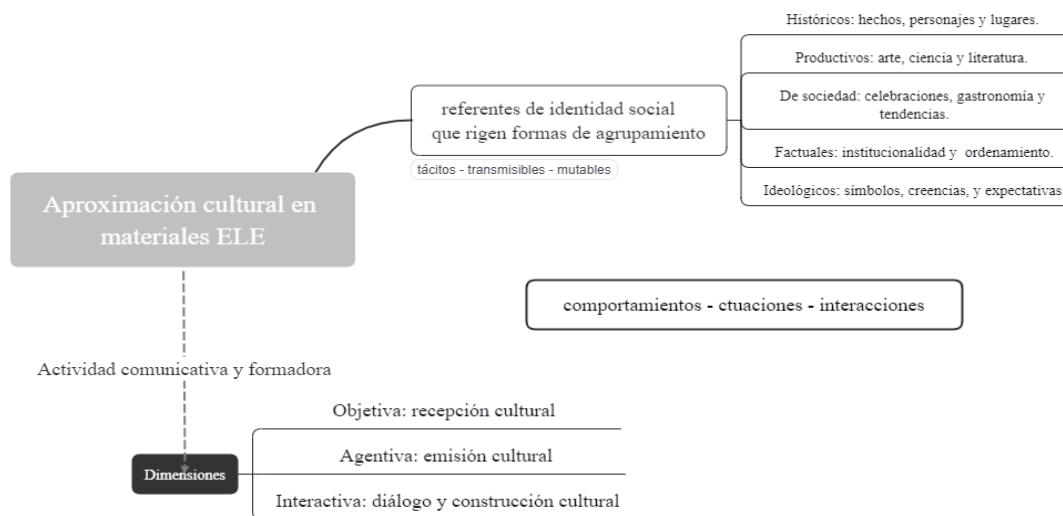 Históricos: hechos, personajes y lugares.
Productivos: arte, ciencia y literatura.
De sociedad: celebraciones, gastronomía y
tendencias.
Factuales: institucionalidad y ordenamiento.
Ideológicos: símbolos, creencias, y expectativas
referentes de identidad social
que rigen formas de agrupamiento
tácitos - transmisibles - mutables
Aproximación cultural en
materiales ELE
comportamientos - ctuaciones - interacciones
Actividad comunicativa y formadora
Dimensiones
Objetiva: recepción cultural
Agentiva: emisión cultural
Interactiva: diálogo y construcción cultural